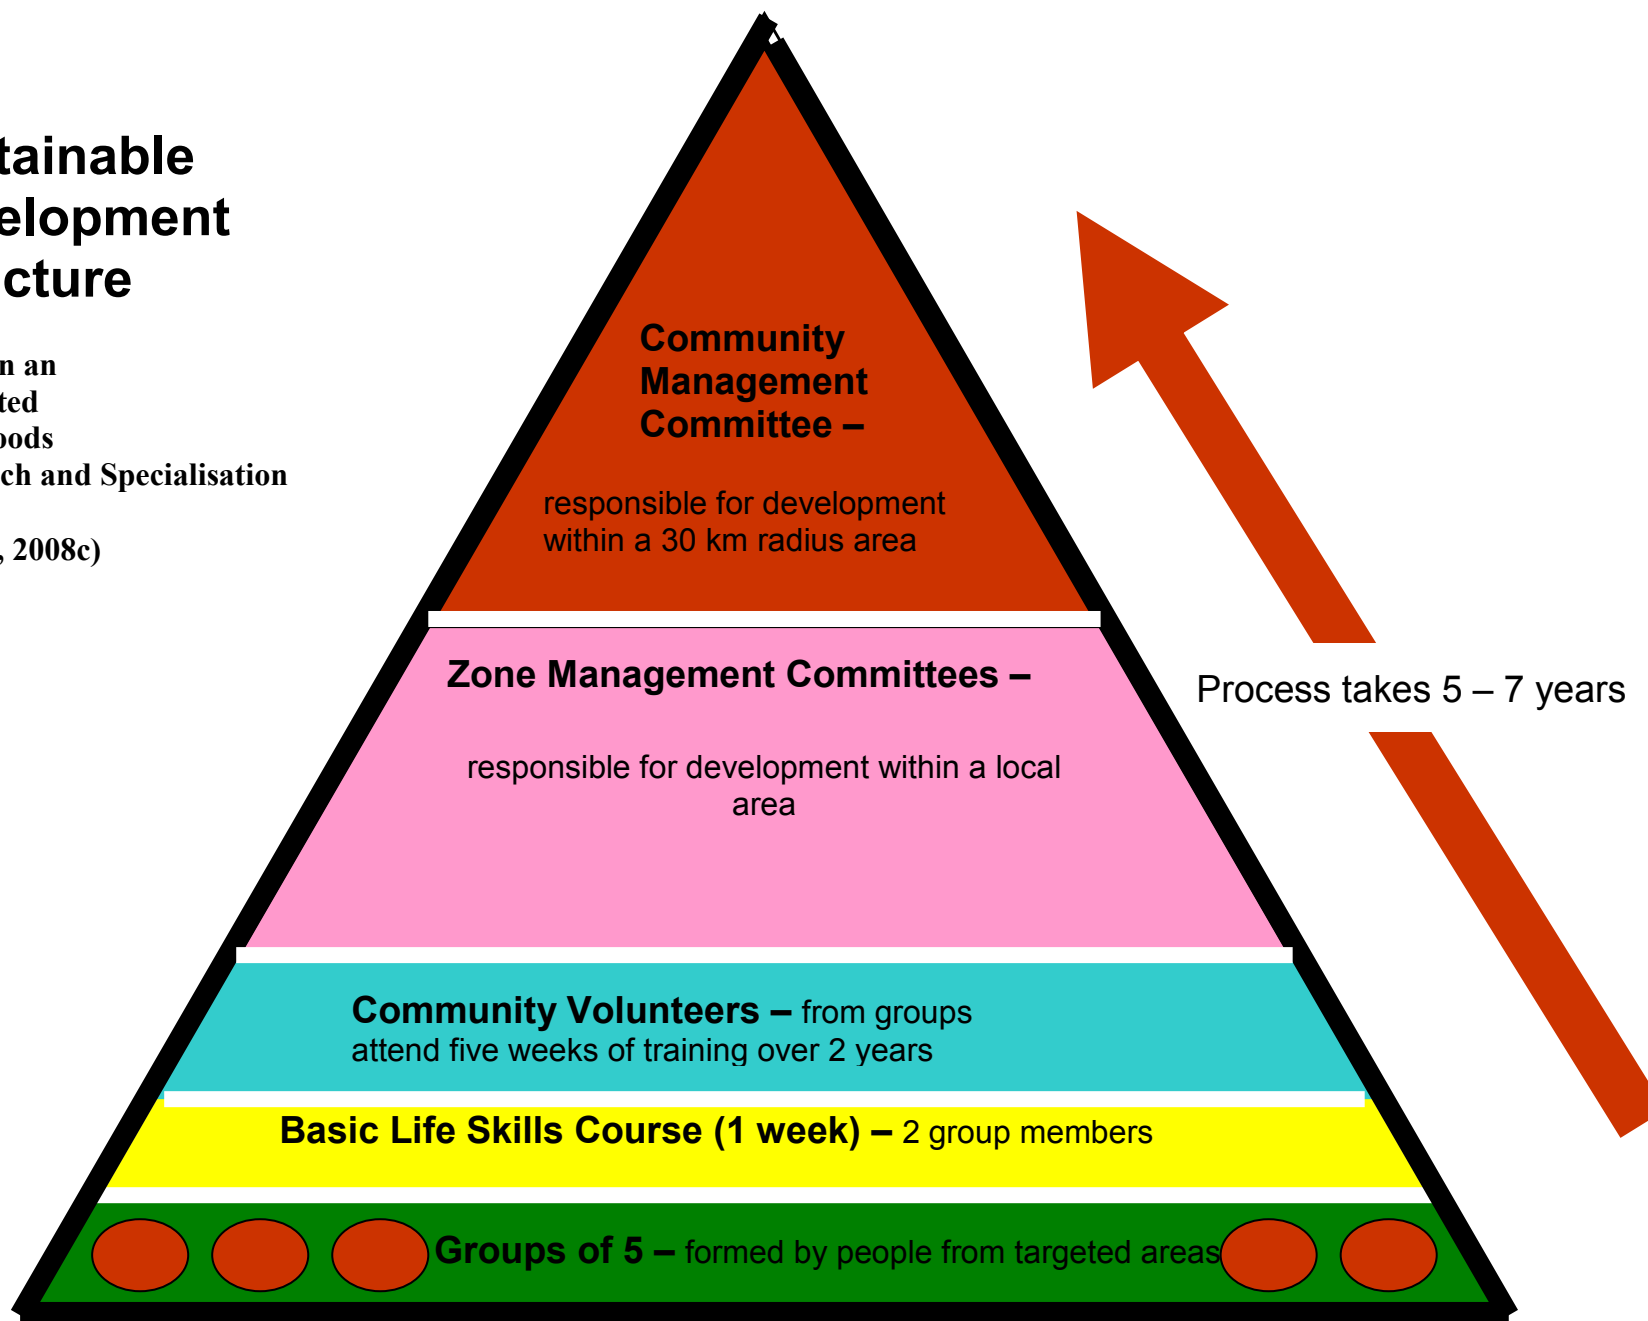 tainable
elopment
cture
n an
ted
oods
ch and Specialisation
, 2008c)
Community
Management
Committee –
responsible for development
within a 30 km radius area
Zone Management Committees –
responsible for development within a local
area
Process takes 5 – 7 years
Community Volunteers – from groups
attend five weeks of training over 2 years
Basic Life Skills Course (1 week) – 2 group members
Groups of 5 – formed by people from targeted areas